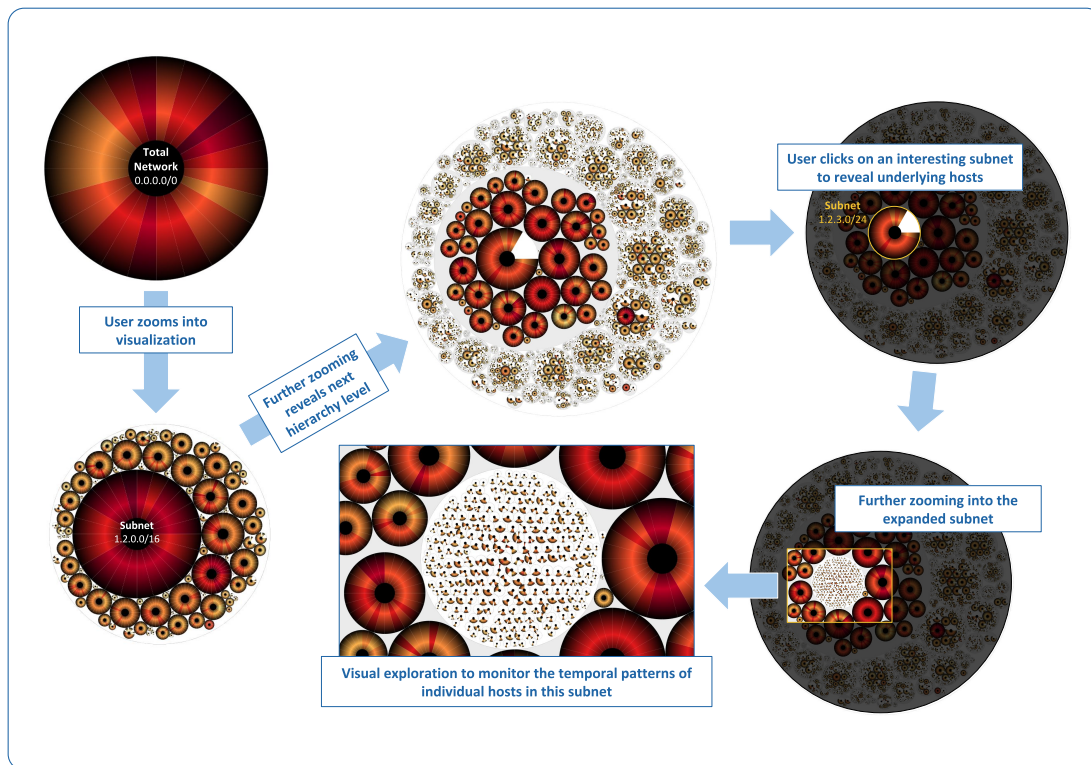 Total
Network
0.0.0.0/0
User zooms into
visualization
Subnet
1.2.0.0/16
Further zooming
reveals next
hierarchy level
User clicks on an interesting subnet
to reveal underlying hosts
Subnet
1.2.3.0/24
Further zooming into the
expanded subnet
Visual exploration to monitor the temporal patterns of
individual hosts in this subnet